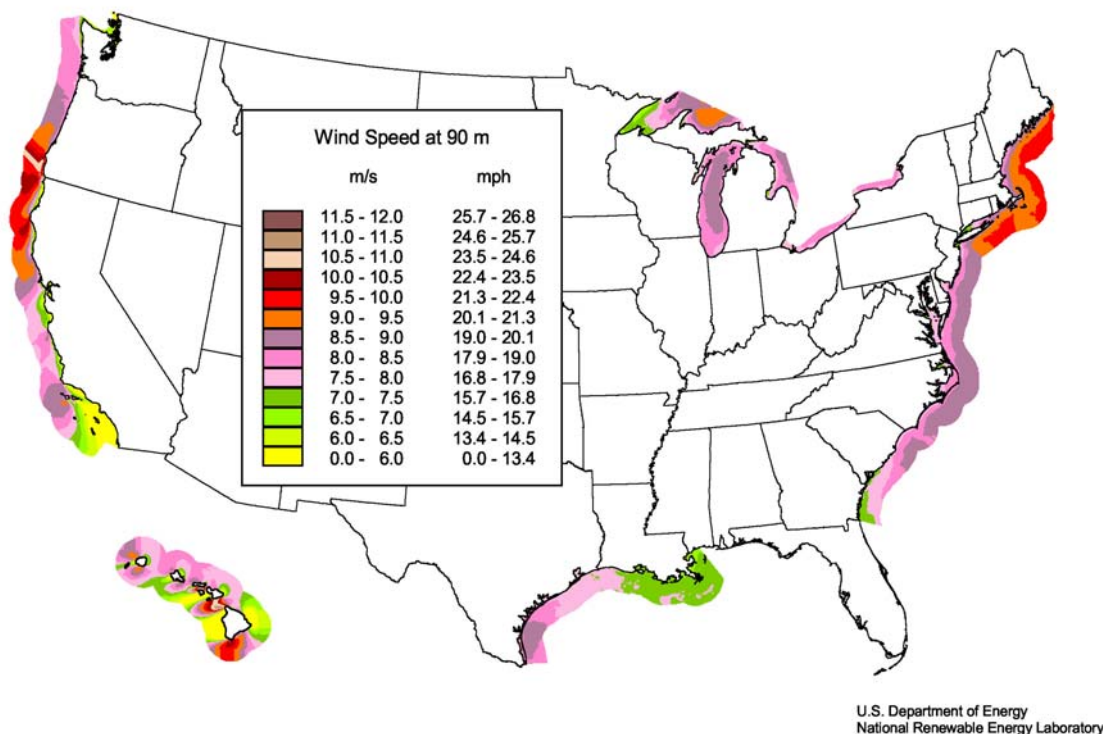 Wind Speed at 90 m
m/s mph
11.5 - 12.0 25.7 - 26.8
11.0 - 11.5 24.6 - 25.7
10.5 - 11.0 23.5 - 24.6
10.0 - 10.5 22.4 - 23.5
9.5 - 10.0 21.3 - 22.4
9.0 - 9.5 20.1 - 21.3
8.5 - 9.0 19.0 - 20.1
8.0 - 8.5 17.9 - 19.0
7.5 - 8.0 16.8 - 17.9
7.0 - 7.5 15.7 - 16.8
6.5 - 7.0 14.5 - 15.7
6.0 - 6.5 13.4 - 14.5
0.0 - 6.0 0.0 - 13.4
U.S. Department of Energy
National Renewable Energy Laboratory